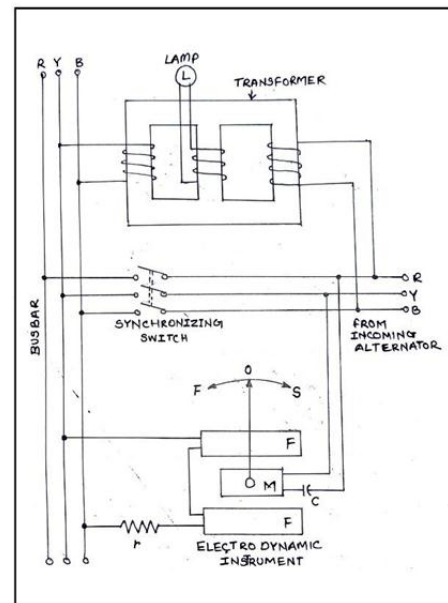 R Y B
LAMP
L
TRANSFORMER
R
Y
B
SYNCHRONIZING
SWITCH
FROM
INCOMING
ALTERNATOR
BUSBAR
O
F S
F
M
C
F
r
ELECTRO DYNAMIC
INSTRUMENT